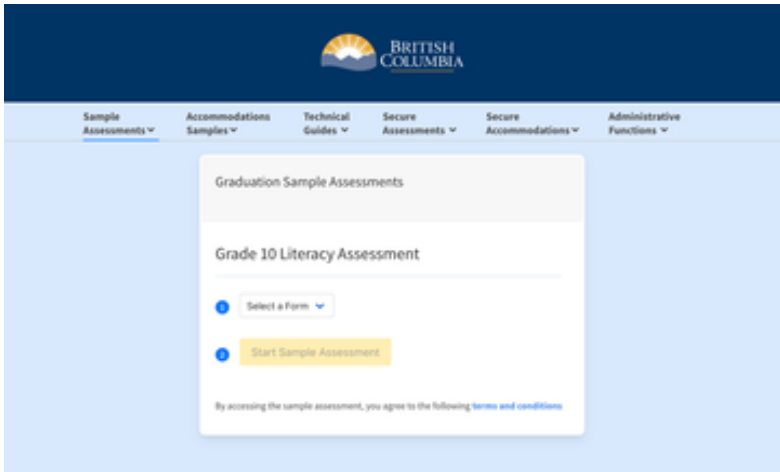 BRITISH
COLUMBIA
Sample Assessments
Accommodations Samples
Technical Guides
Secure Assessments
Secure Accommodations
Administrative Functions
Graduation Sample Assessments
Grade 10 Literacy Assessment
1 Select a Form
2 Start Sample Assessment
By accessing the sample assessment, you agree to the following terms and conditions